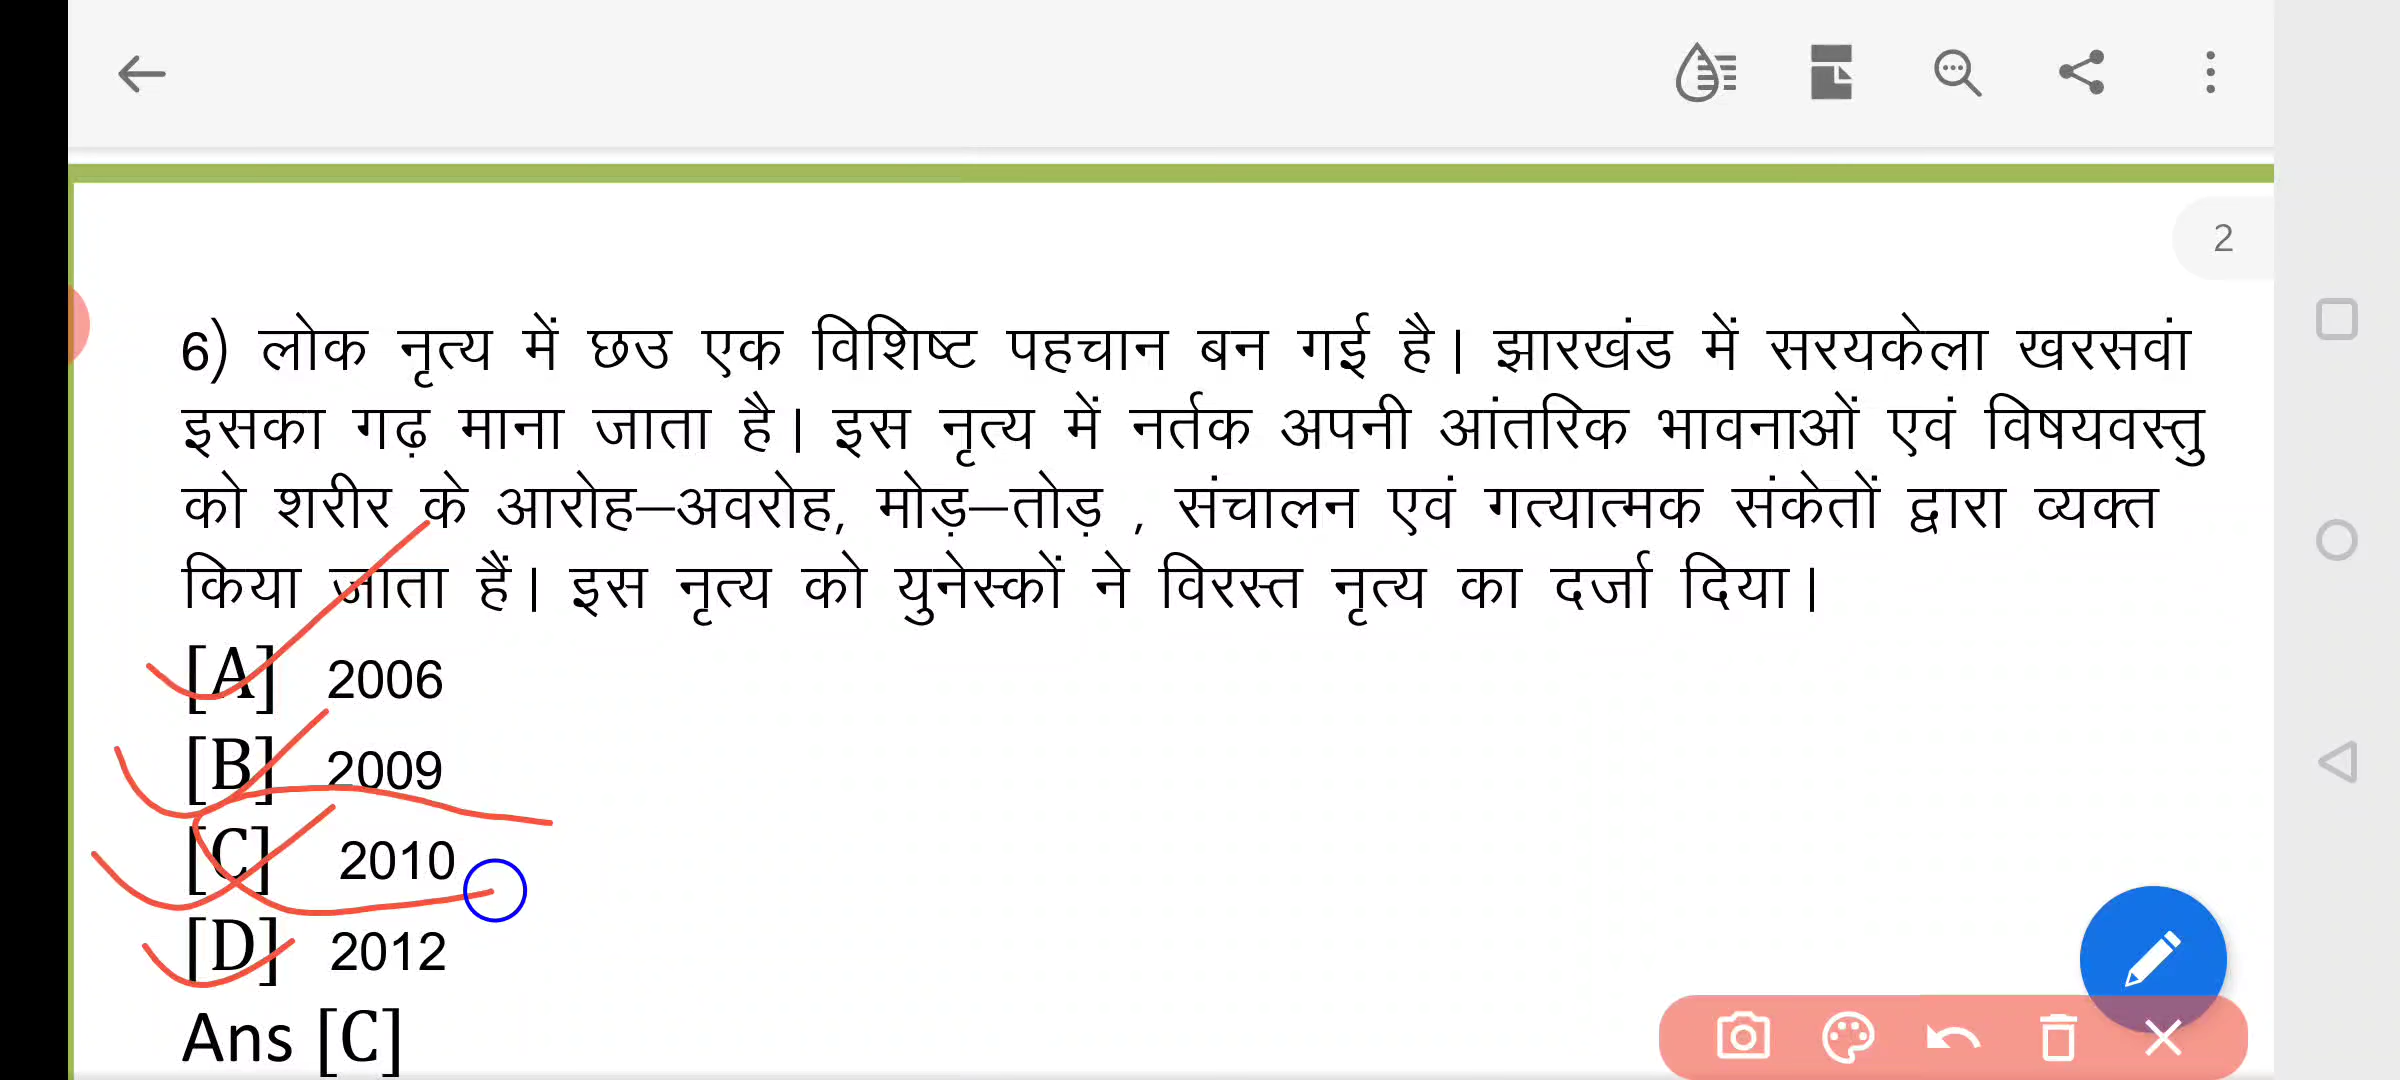 2
6) लोक नृत्य में छउ एक विशिष्ट पहचान बन गई है। झारखंड में सरयकेला खरसवां
इसका गढ़ माना जाता है। इस नृत्य में नर्तक अपनी आंतरिक भावनाओं एवं विषयवस्तु
को शरीर के आरोह–अवरोह, मोड़–तोड़ , संचालन एवं गत्यात्मक संकेतों द्वारा व्यक्त
किया जाता हैं। इस नृत्य को युनेस्कों ने विरस्त नृत्य का दर्जा दिया।
[A] 2006
[B] 2009
[C] 2010
[D] 2012
Ans [C]